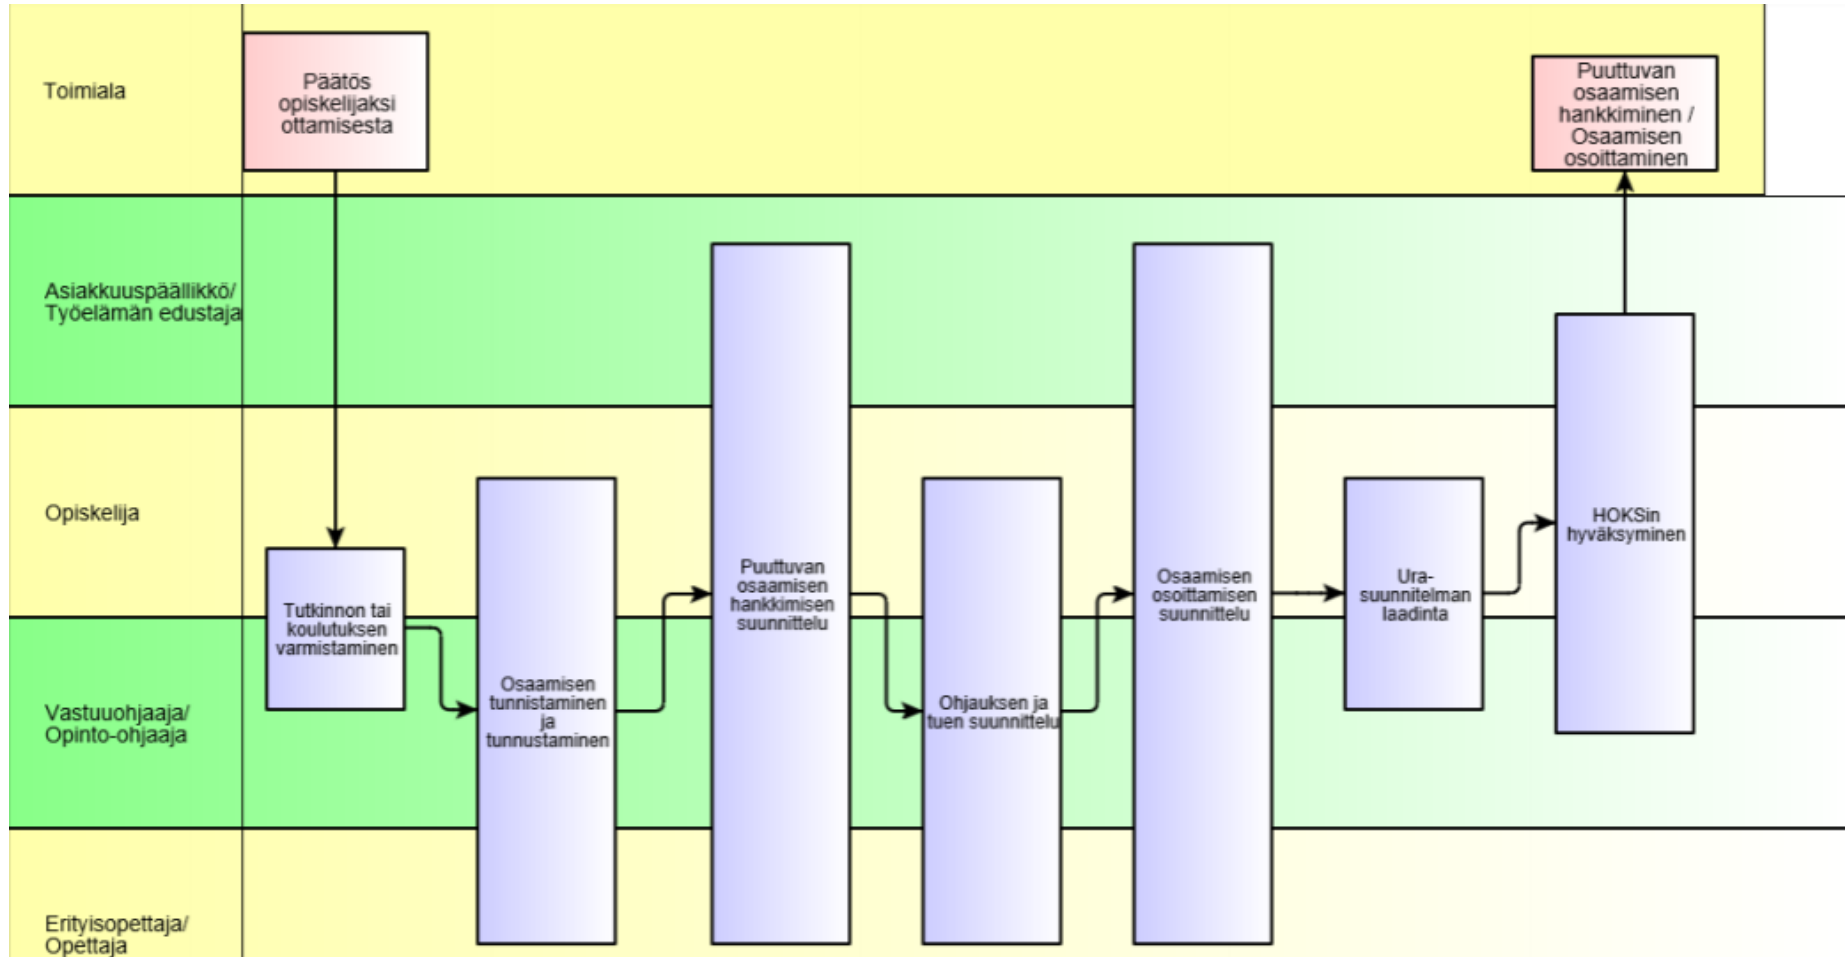 Toimiala
Päätös
opiskelijaksi
ottamisesta
Puuttuvan
osaamisen
hankkiminen /
Osaamisen
osoittaminen
Asiakkuuspäällikkö/
Työelämän edustaja
Opiskelija
Vastuuohjaaja/
Opinto-ohjaaja
Erityisopettaja/
Opettaja
Tutkinnon tai
koulutuksen
varmistaminen
Osaamisen
tunnistaminen
ja
tunnustaminen
Puuttuvan
osaamisen
hankkimisen
suunnittelu
Ohjauksen ja
tuen suunnittelu
Osaamisen
osoittamisen
suunnittelu
Ura-
suunnitelman
laadinta
HOKSin
hyväksyminen